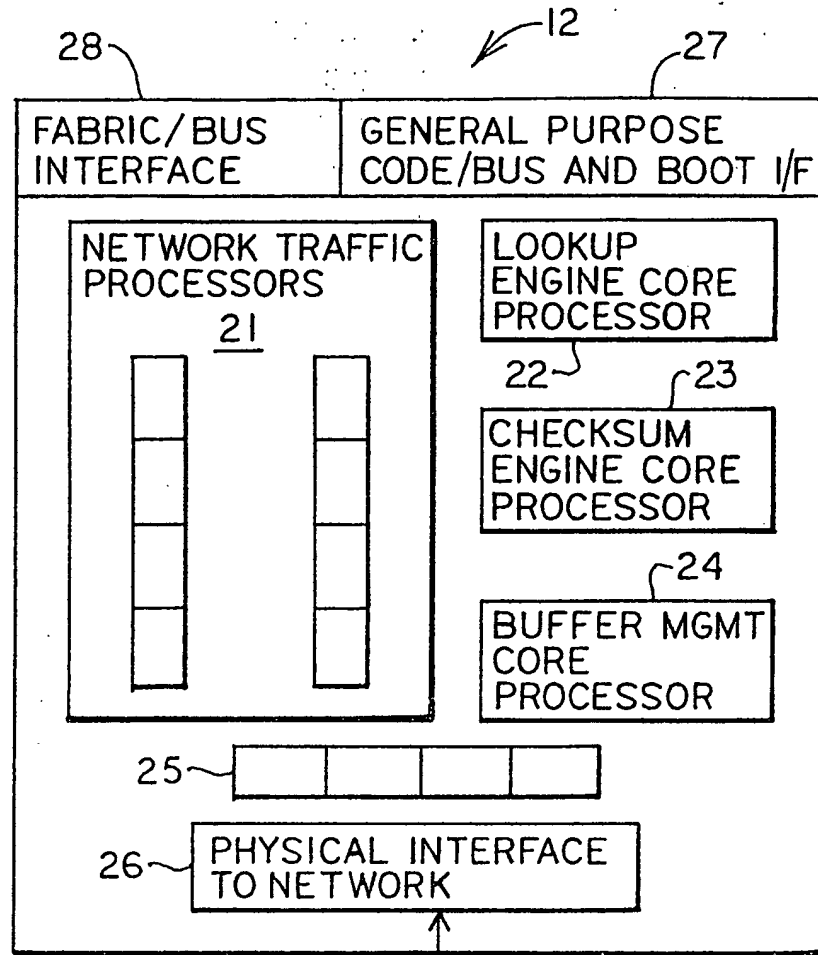 12
28
27
FABRIC/BUS
INTERFACE
GENERAL PURPOSE
CODE/BUS AND BOOT I/F
NETWORK TRAFFIC
PROCESSORS
21
LOOKUP
ENGINE CORE
PROCESSOR
22
23
CHECKSUM
ENGINE CORE
PROCESSOR
24
BUFFER MGMT
CORE
PROCESSOR
25
26
PHYSICAL INTERFACE
TO NETWORK